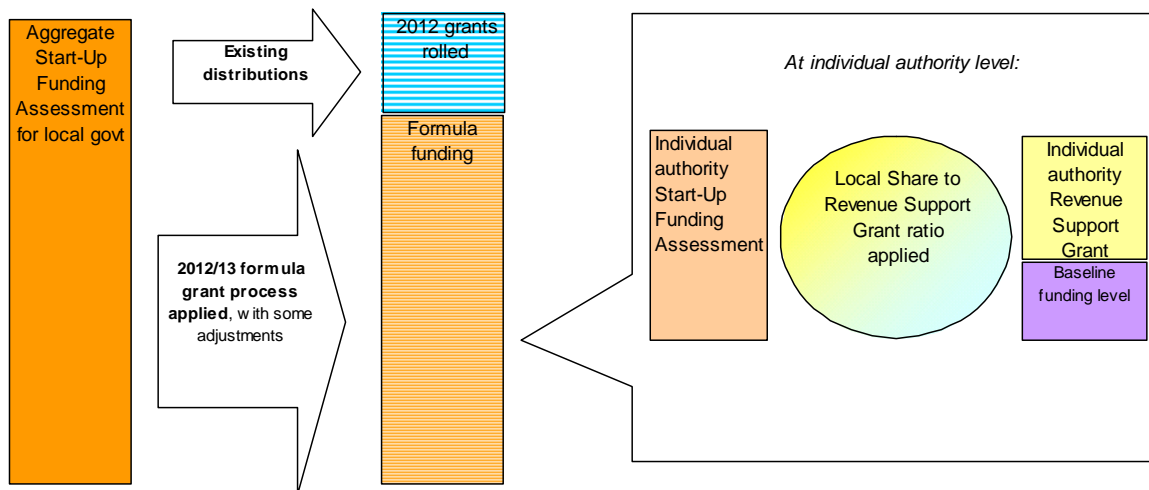 Aggregate
Start-Up
Funding
Assessment
for local govt
Existing
distributions
2012 grants
rolled
Formula
funding
2012/13 formula
grant process
applied, with some
adjustments
At individual authority level:
Individual
authority
Start-Up
Funding
Assessment
Local Share to
Revenue Support
Grant ratio
applied
Individual
authority
Revenue
Support
Grant
Baseline
funding level